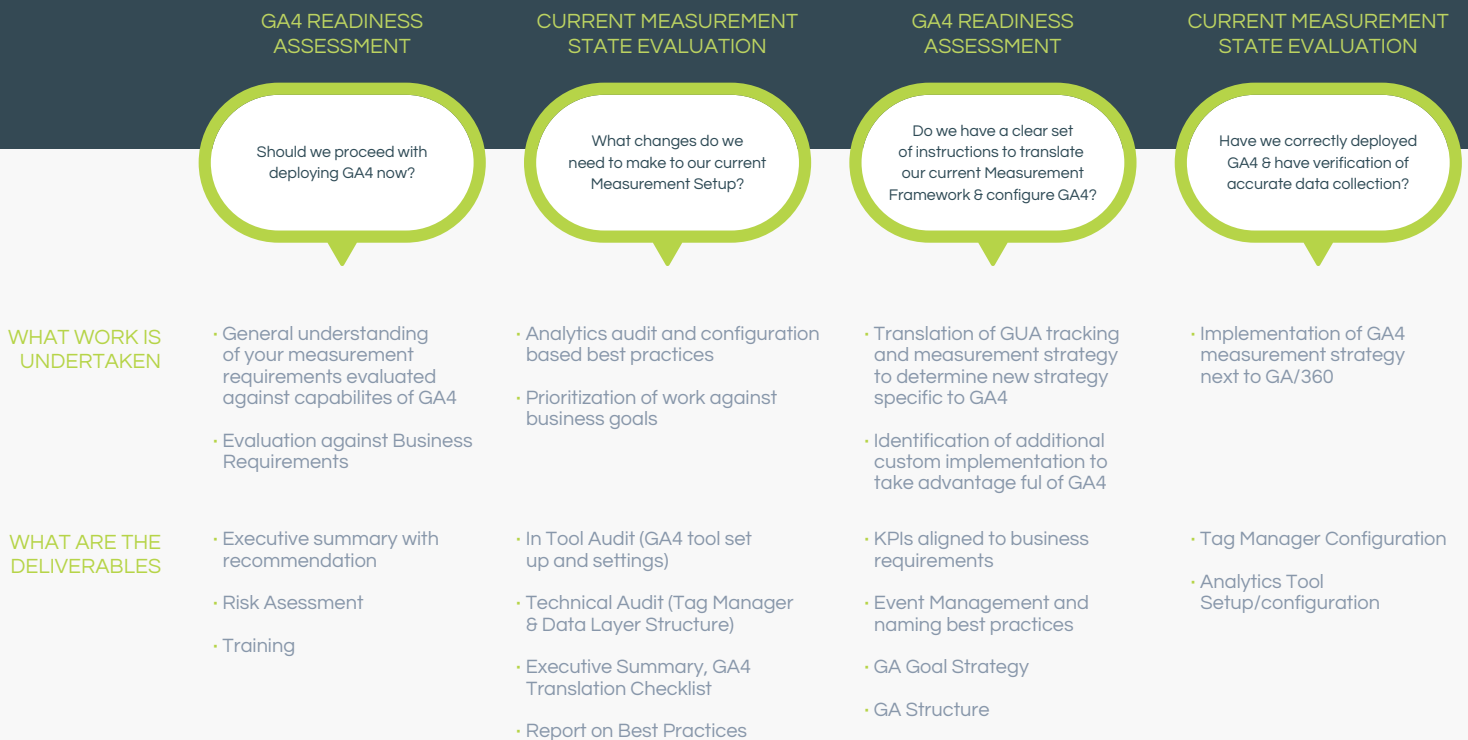 GA4 READINESS
ASSESSMENT
CURRENT MEASUREMENT
STATE EVALUATION
GA4 READINESS
ASSESSMENT
CURRENT MEASUREMENT
STATE EVALUATION
Should we proceed with
deploying GA4 now?
What changes do we
need to make to our current
Measurement Setup?
Do we have a clear set
of instructions to translate
our current Measurement
Framework & configure GA4?
Have we correctly deployed
GA4 & have verification of
accurate data collection?
WHAT WORK IS
UNDERTAKEN
· General understanding
of your measurement
requirements evaluated
against capabilites of GA4
· Evaluation against Business
Requirements
· Analytics audit and configuration
based best practices
· Prioritization of work against
business goals
· Translation of GUA tracking
and measurement strategy
to determine new strategy
specific to GA4
· Identification of additional
custom implementation to
take advantage ful of GA4
· Implementation of GA4
measurement strategy
next to GA/360
WHAT ARE THE
DELIVERABLES
· Executive summary with
recommendation
· Risk Asessment
· Training
· In Tool Audit (GA4 tool set
up and settings)
· Technical Audit (Tag Manager
& Data Layer Structure)
· Executive Summary, GA4
Translation Checklist
· Report on Best Practices
· KPIs aligned to business
requirements
· Event Management and
naming best practices
· GA Goal Strategy
· GA Structure
· Tag Manager Configuration
· Analytics Tool
Setup/configuration